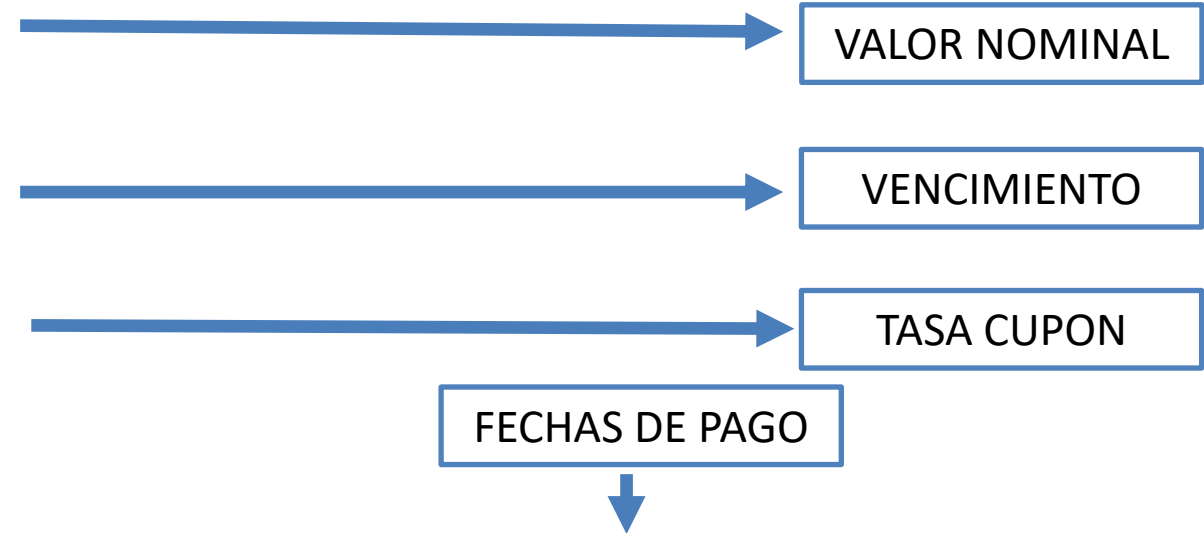 VALOR NOMINAL
VENCIMIENTO
TASA CUPON
FECHAS DE PAGO